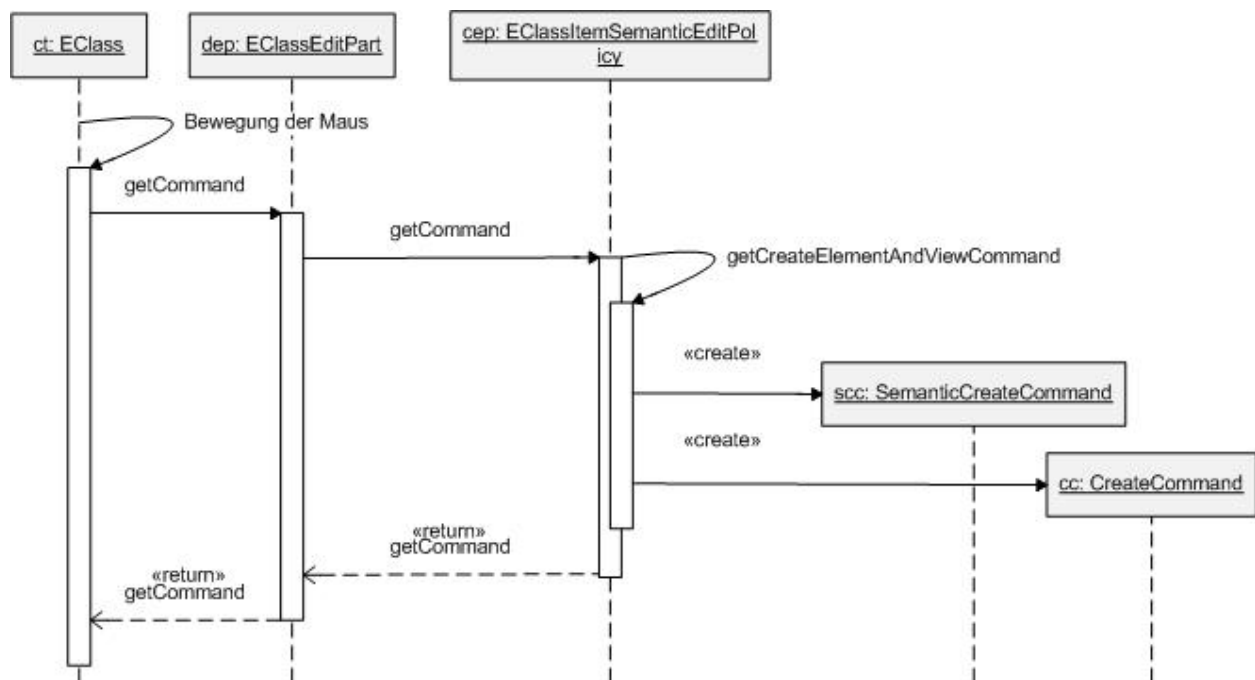 ct: EClass
dep: EClassEditPart
cep: EClassItemSemanticEditPol
icy
Bewegung der Maus
getCommand
getCommand
getCreateElementAndViewCommand
«create»
scc: SemanticCreateCommand
«create»
cc: CreateCommand
«return»
getCommand
«return»
getCommand